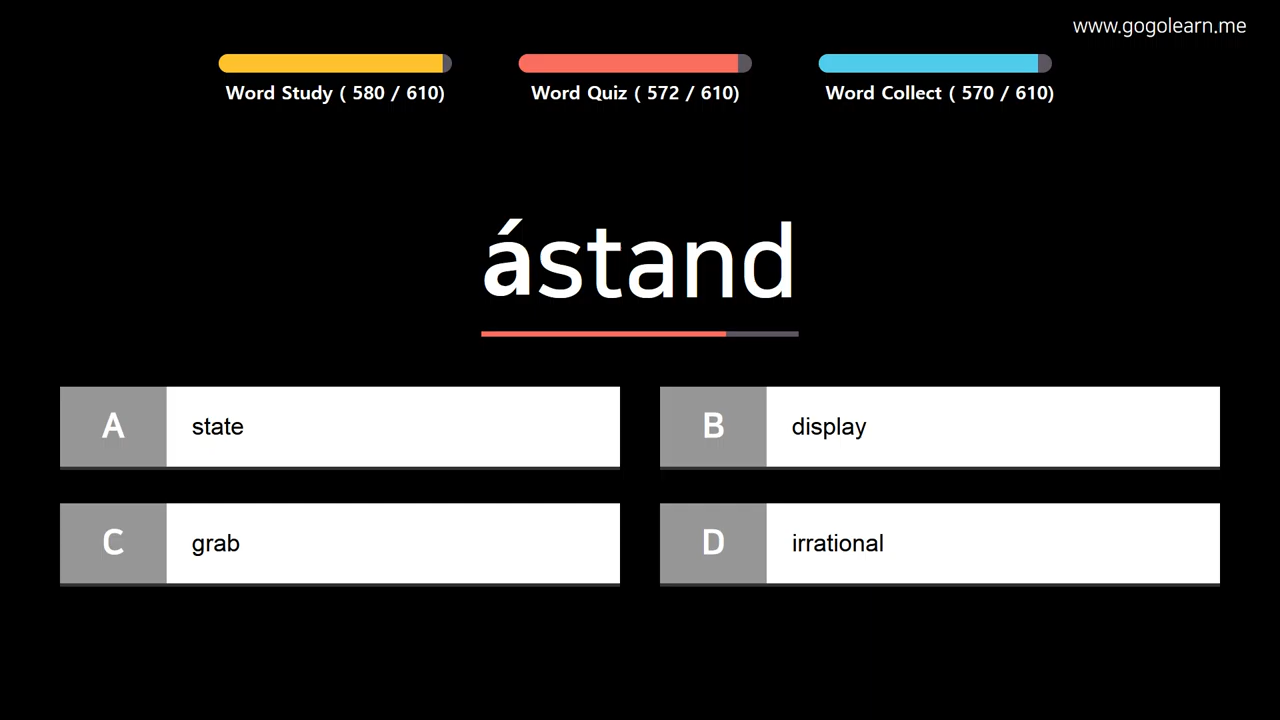 www.gogolearn.me
Word Study ( 580 / 610)
Word Quiz ( 572 / 610)
Word Collect ( 570 / 610)
ástand
A state
B display
C grab
D irrational